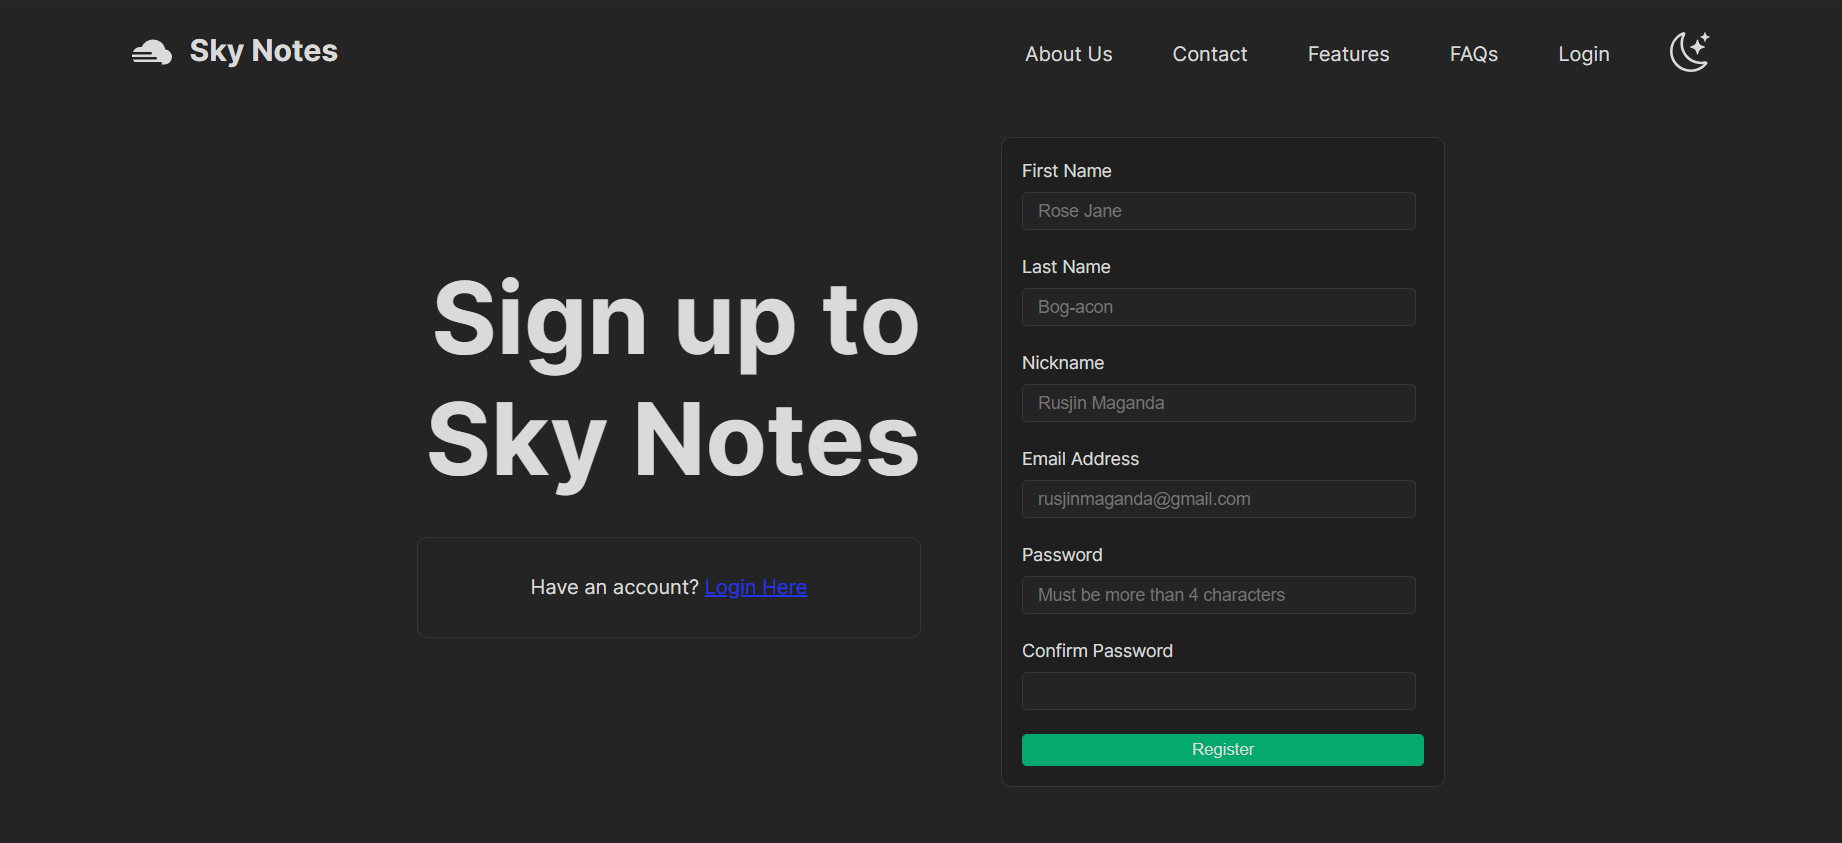 Sky Notes
About Us
Contact
Features
FAQs
Login
Sign up to
Sky Notes
Have an account? Login Here
First Name
Rose Jane
Last Name
Bog-acon
Nickname
Rusjin Maganda
Email Address
rusjinmaganda@gmail.com
Password
Must be more than 4 characters
Confirm Password
Register